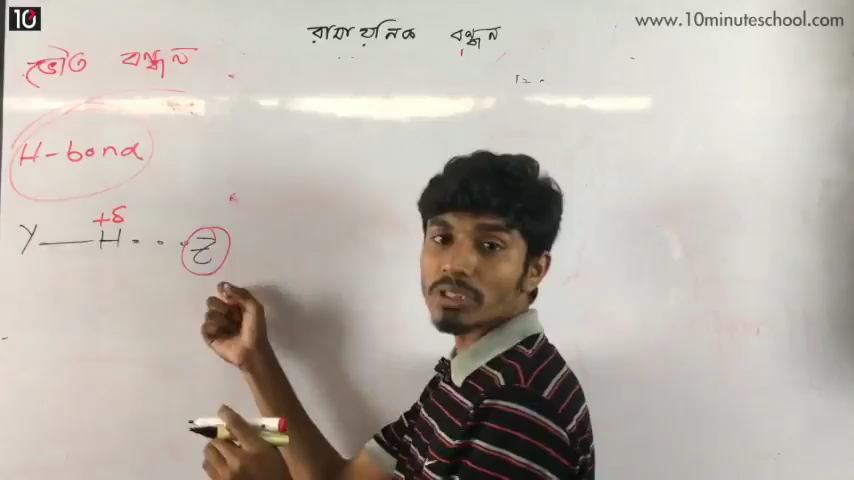 10
www.10minuteschool.com
রাসায়নিক বন্ধন
ভৌত বন্ধন
H-bond
+δ
Y—H...Z